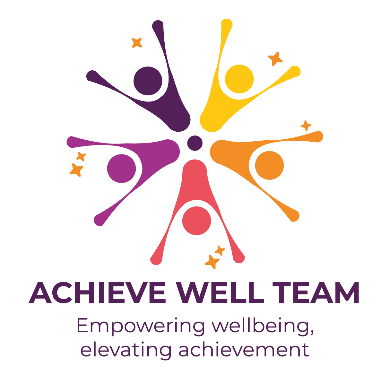 ACHIEVE WELL TEAM
Empowering wellbeing,
elevating achievement